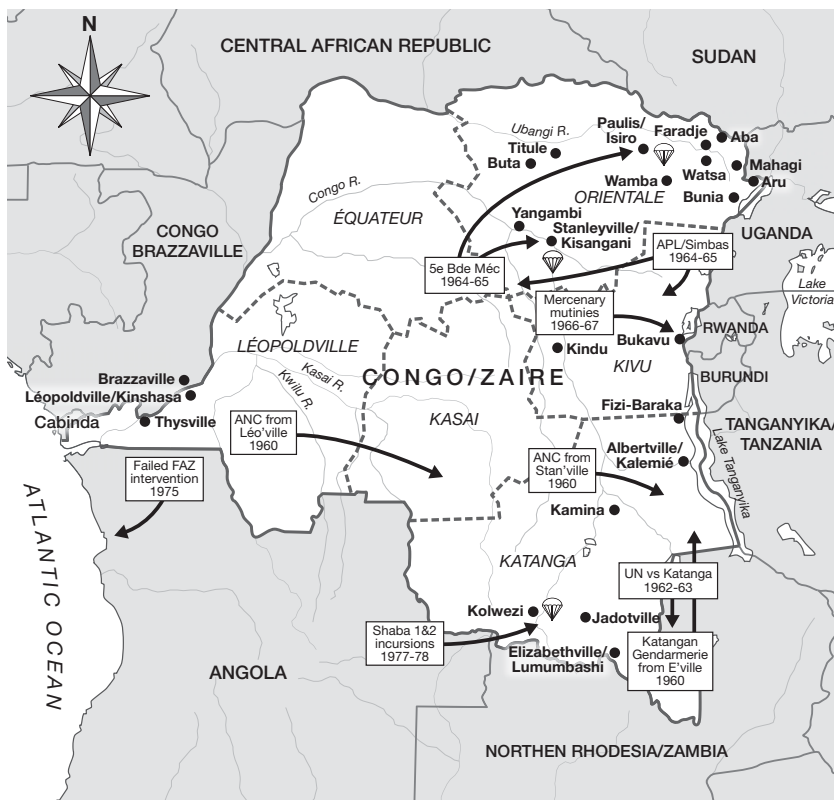 N
CENTRAL AFRICAN REPUBLIC
SUDAN
Ubangi R.
Paulis/
Isiro
Faradje
Aba
Titule
Buta
Watsa
Mahagi
Wamba
Aru
ORIENTALE
Bunia
Congo R.
ÉQUATEUR
Yangambi
Stanleyville/
Kisangani
CONGO
BRAZZAVILLE
UGANDA
APL/Simbas
1964-65
5e Bde Méc
1964-65
Lake
Victoria
Mercenary
mutinies
1966-67
Bukavu
RWANDA
LÉOPOLDVILLE
Kindu
KIVU
BURUNDI
Kasai R.
Kwilu R.
CONGO/ZAIRE
Brazzaville
Léopoldville/Kinshasa
Cabinda
Thysville
KASAI
Fizi-Baraka
TANGANYIKA/
TANZANIA
Lake Tanganyika
ANC from
Léo'ville
1960
ANC from
Stan'ville
1960
Albertville/
Kalemié
Failed FAZ
intervention
1975
Kamina
ATLANTIC OCEAN
KATANGA
UN vs Katanga
1962-63
Kolwezi
Jadotville
Shaba 1&2
incursions
1977-78
Elizabethville/
Lumumbashi
Katangan
Gendarmerie
from E'ville
1960
ANGOLA
NORTHEN RHODESIA/ZAMBIA